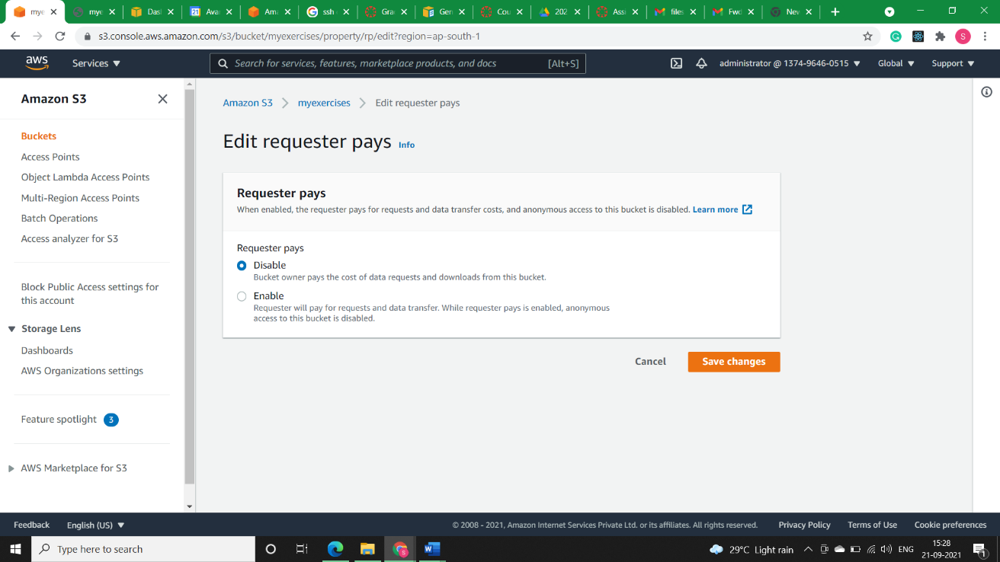 mye
mye
Dasl
21 Ava
Ama
ssh
Gra
Gen
Cou
202
Assi
files
Fwd
Nev
s3.console.aws.amazon.com/s3/bucket/myexercises/property/rp/edit?region=ap-south-1
S
aws
Services
Search for services, features, marketplace products, and docs
[Alt+S]
administrator @ 1374-9646-0515
Global
Support
Amazon S3
Buckets
Access Points
Object Lambda Access Points
Multi-Region Access Points
Batch Operations
Access analyzer for S3
Block Public Access settings for
this account
Storage Lens
Dashboards
AWS Organizations settings
Feature spotlight 3
AWS Marketplace for S3
Amazon S3
myexercises
Edit requester pays
Edit requester pays Info
Requester pays
When enabled, the requester pays for requests and data transfer costs, and anonymous access to this bucket is disabled. Learn more
Requester pays
Disable
Bucket owner pays the cost of data requests and downloads from this bucket.
Enable
Requester will pay for requests and data transfer. While requester pays is enabled, anonymous
access to this bucket is disabled.
Cancel
Save changes
Feedback
English (US)
© 2008 - 2021, Amazon Internet Services Private Ltd. or its affiliates. All rights reserved.
Privacy Policy
Terms of Use
Cookie preferences
Type here to search
29°C Light rain
ENG
15:28
21-09-2021
1